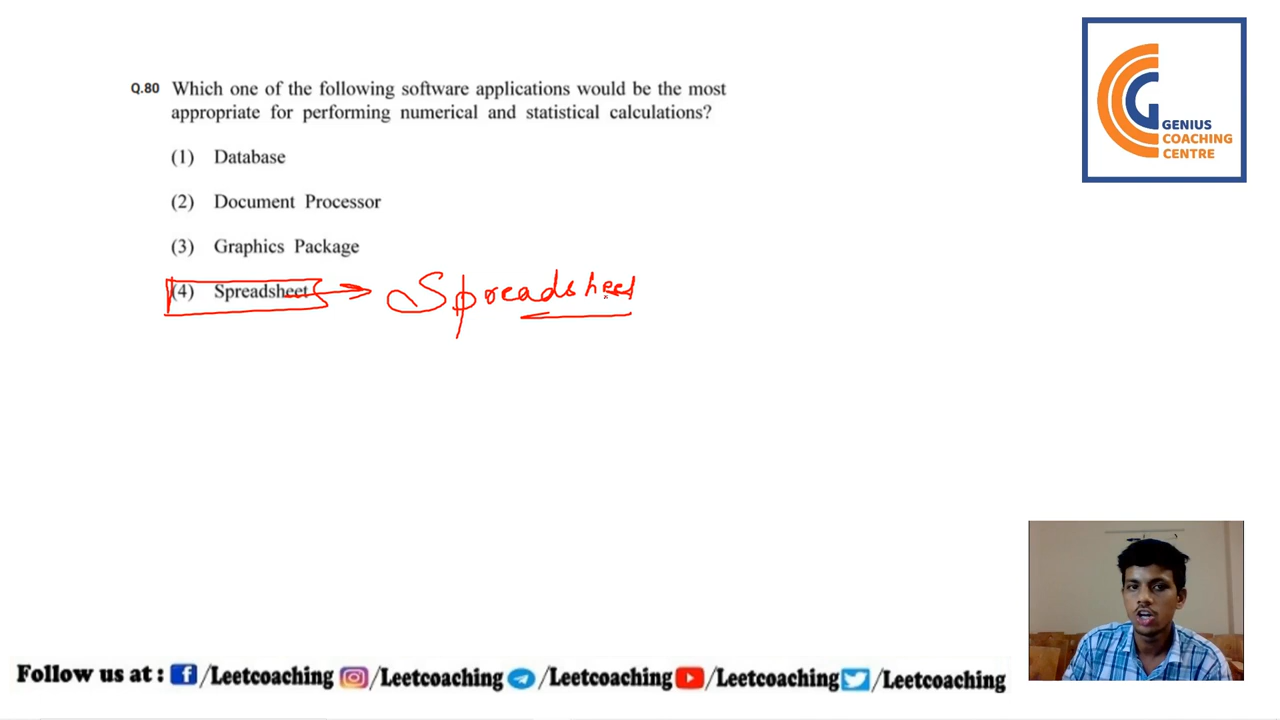 Q.80 Which one of the following software applications would be the most
appropriate for performing numerical and statistical calculations?
(1) Database
(2) Document Processor
(3) Graphics Package
(4) Spreadsheet
Spreadsheet
GENIUS
COACHING
CENTRE
Follow us at : /Leetcoaching /Leetcoaching /Leetcoaching /Leetcoaching /Leetcoaching